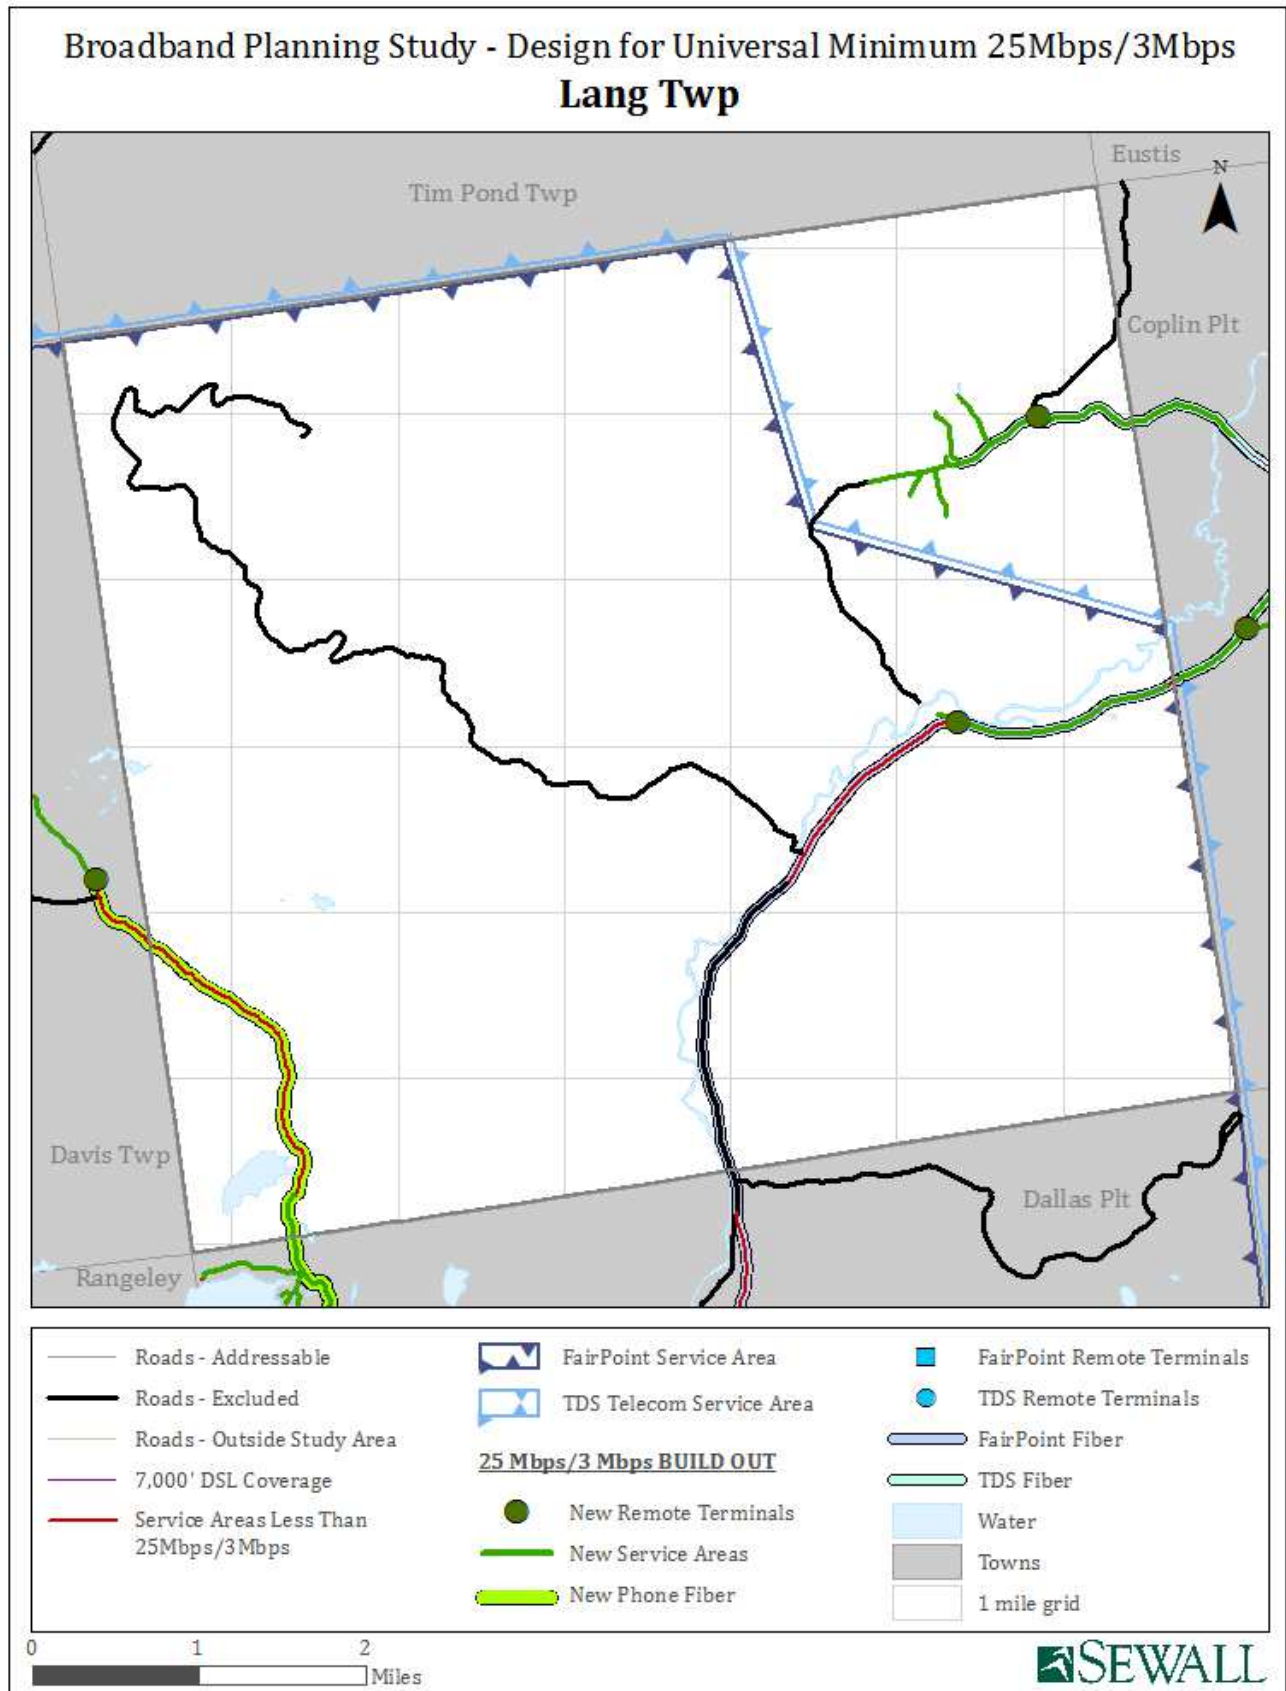 Broadband Planning Study - Design for Universal Minimum 25Mbps/3Mbps
Lang Twp
Eustis
N
Tim Pond Twp
Coplin Plt
Davis Twp
Dallas Plt
Rangeley
Roads - Addressable
Roads - Excluded
Roads - Outside Study Area
7,000' DSL Coverage
Service Areas Less Than
25Mbps/3Mbps
FairPoint Service Area
TDS Telecom Service Area
25 Mbps/3 Mbps BUILD OUT
New Remote Terminals
New Service Areas
New Phone Fiber
FairPoint Remote Terminals
TDS Remote Terminals
FairPoint Fiber
TDS Fiber
Water
Towns
1 mile grid
0 1 2
Miles
SEWALL